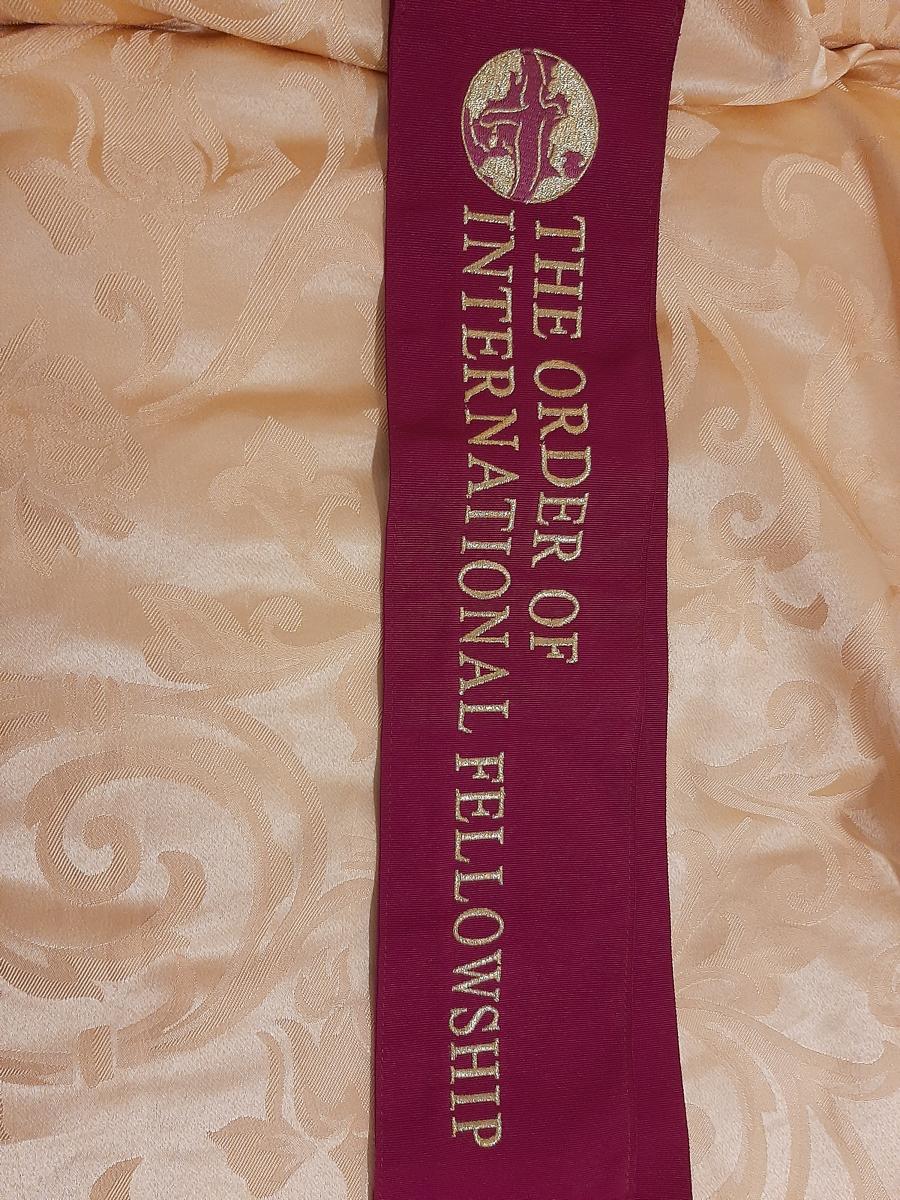 THE ORDER OF
INTERNATIONAL FELLOWSHIP